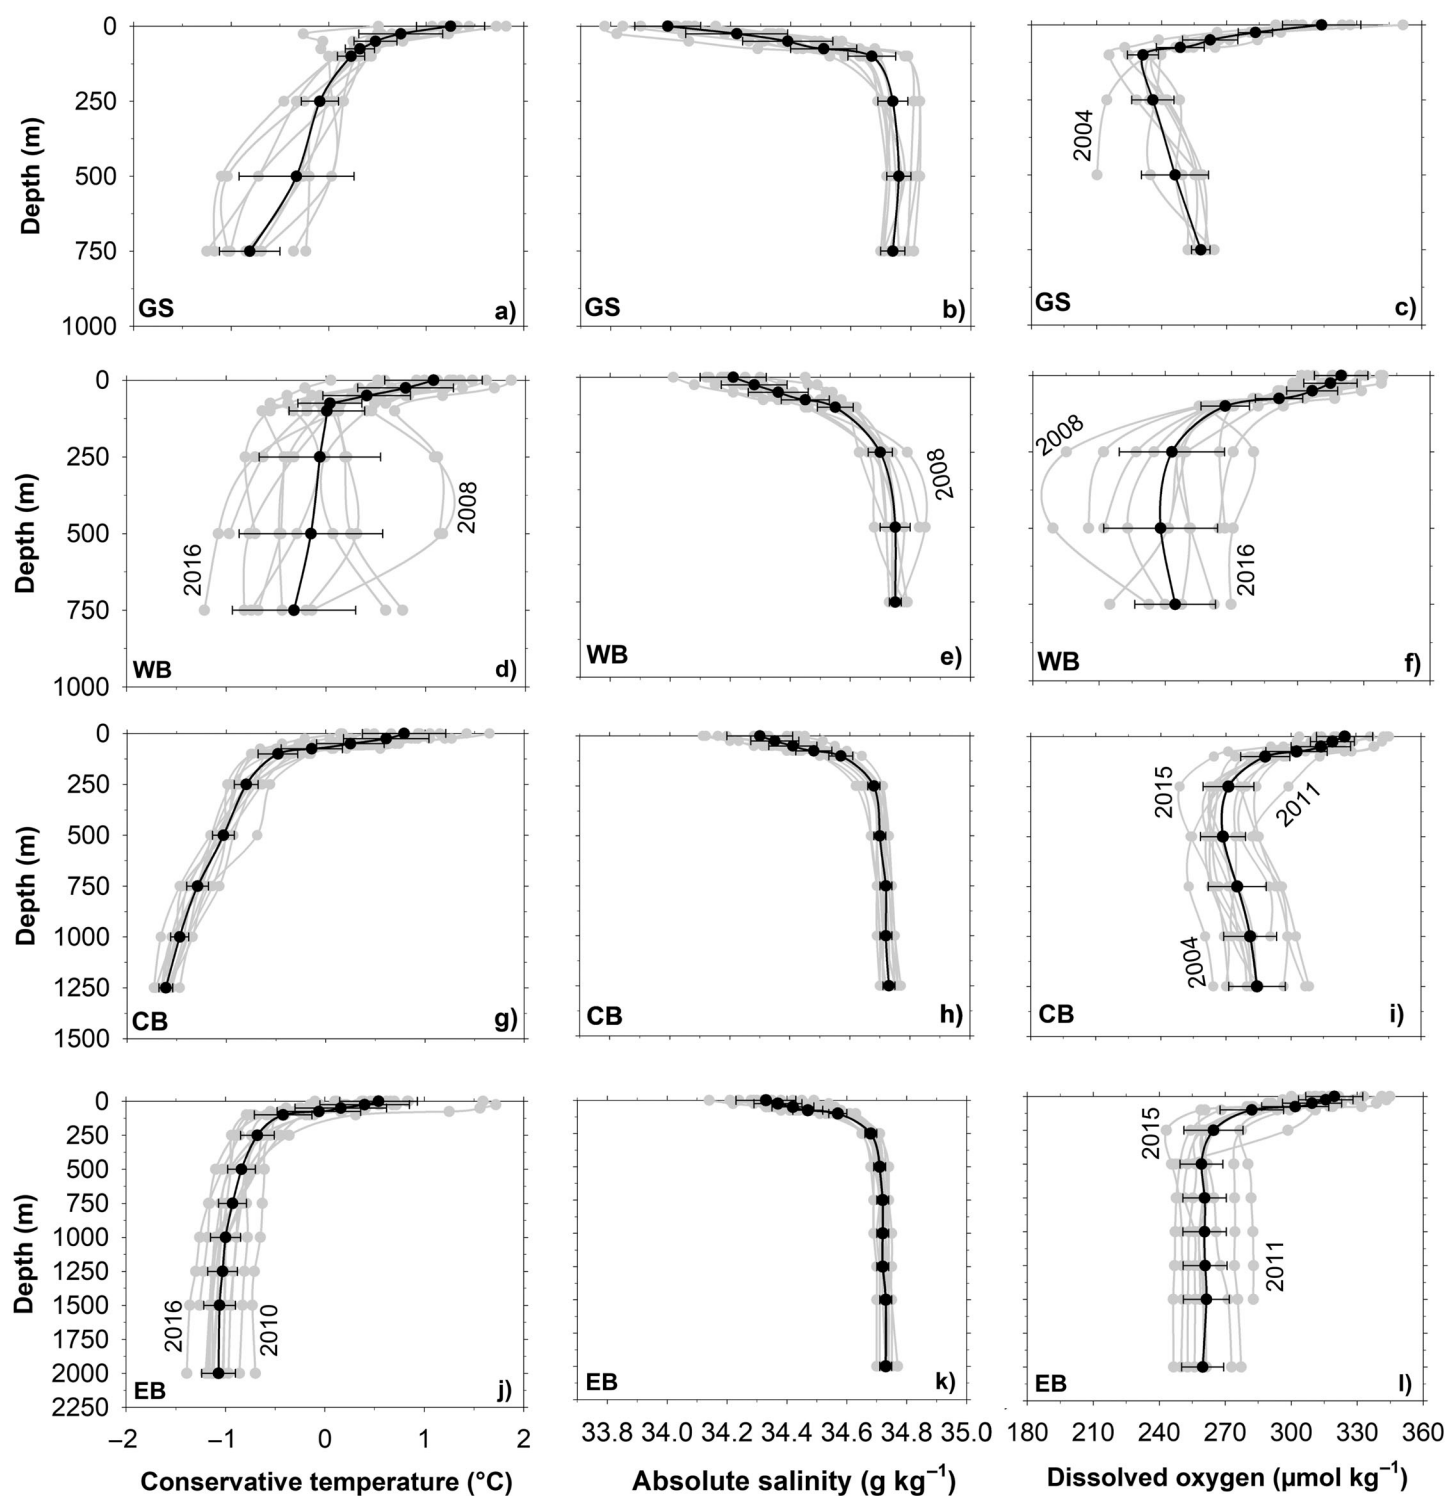 0
250
500
750
1000
Depth (m)
GS
a)
GS
b)
2004
GS
c)
0
250
500
750
1000
Depth (m)
2016
2008
WB
d)
2008
WB
e)
2008
2016
WB
f)
0
250
500
750
1000
1250
1500
Depth (m)
CB
g)
CB
h)
2015
2011
2004
CB
i)
0
250
500
750
1000
1250
1500
1750
2000
2250
Depth (m)
2016
2010
EB
j)
EB
k)
2015
2011
EB
l)
−2 −1 0 1 2
33.8 34.0 34.2 34.4 34.6 34.8 35.0
180 210 240 270 300 330 360
Conservative temperature (°C)
Absolute salinity (g kg⁻¹)
Dissolved oxygen (µmol kg⁻¹)